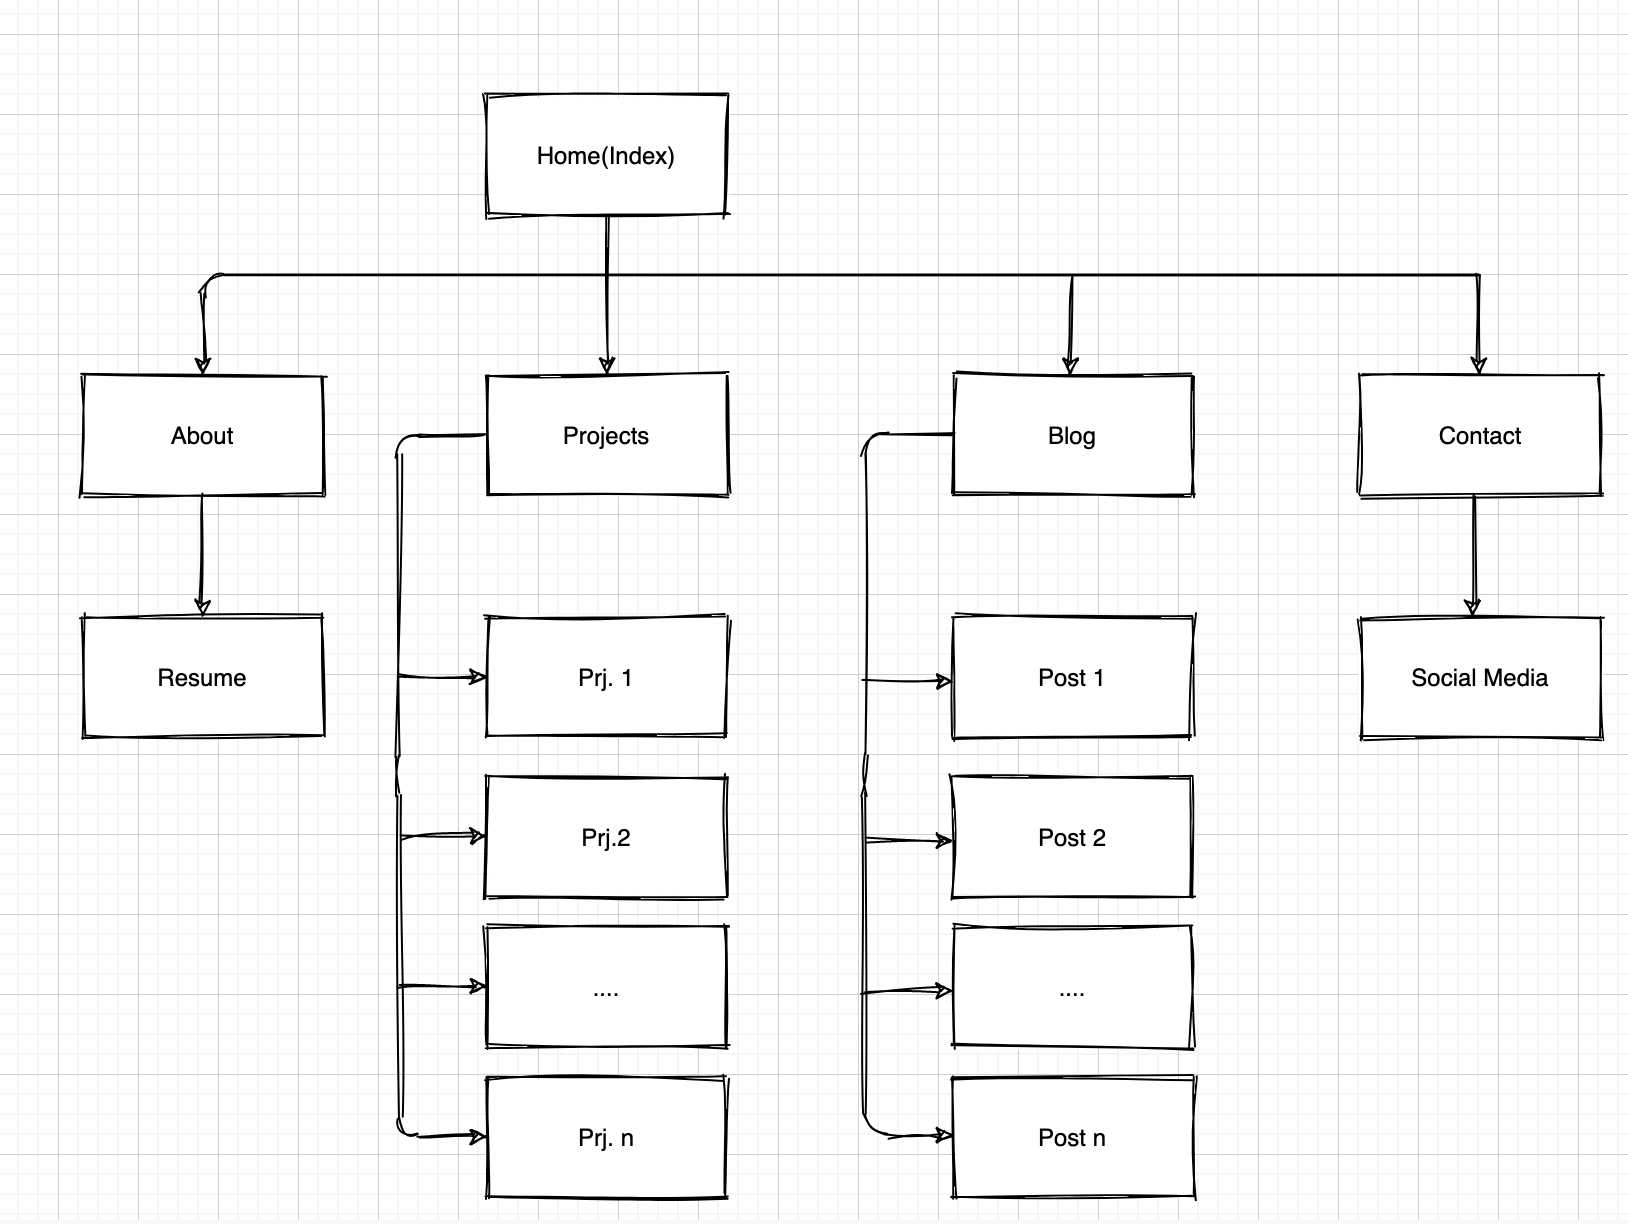 Home(Index)
About
Projects
Blog
Contact
Resume
Prj. 1
Post 1
Social Media
Prj.2
Post 2
....
....
Prj. n
Post n